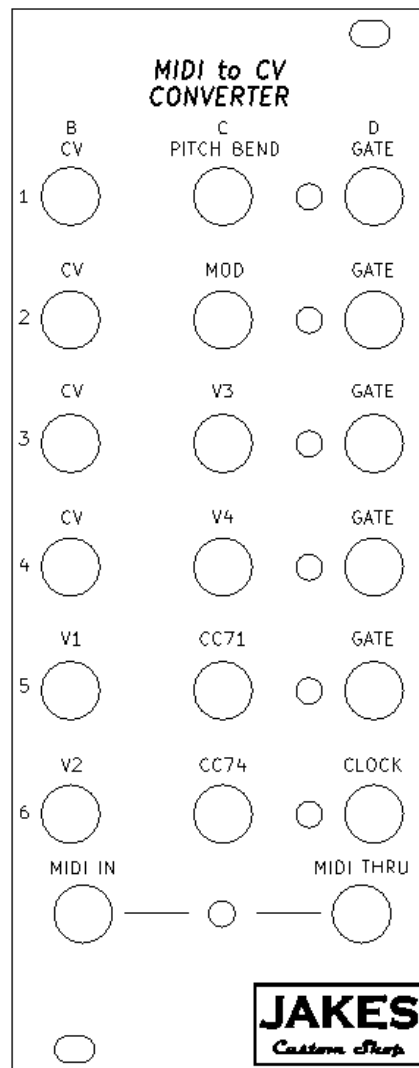 MIDI to CV
CONVERTER
B C D
CV PITCH BEND GATE
1
CV MOD GATE
2
CV V3 GATE
3
CV V4 GATE
4
V1 CC71 GATE
5
V2 CC74 CLOCK
6
MIDI IN MIDI THRU
JAKES
Custom Shop